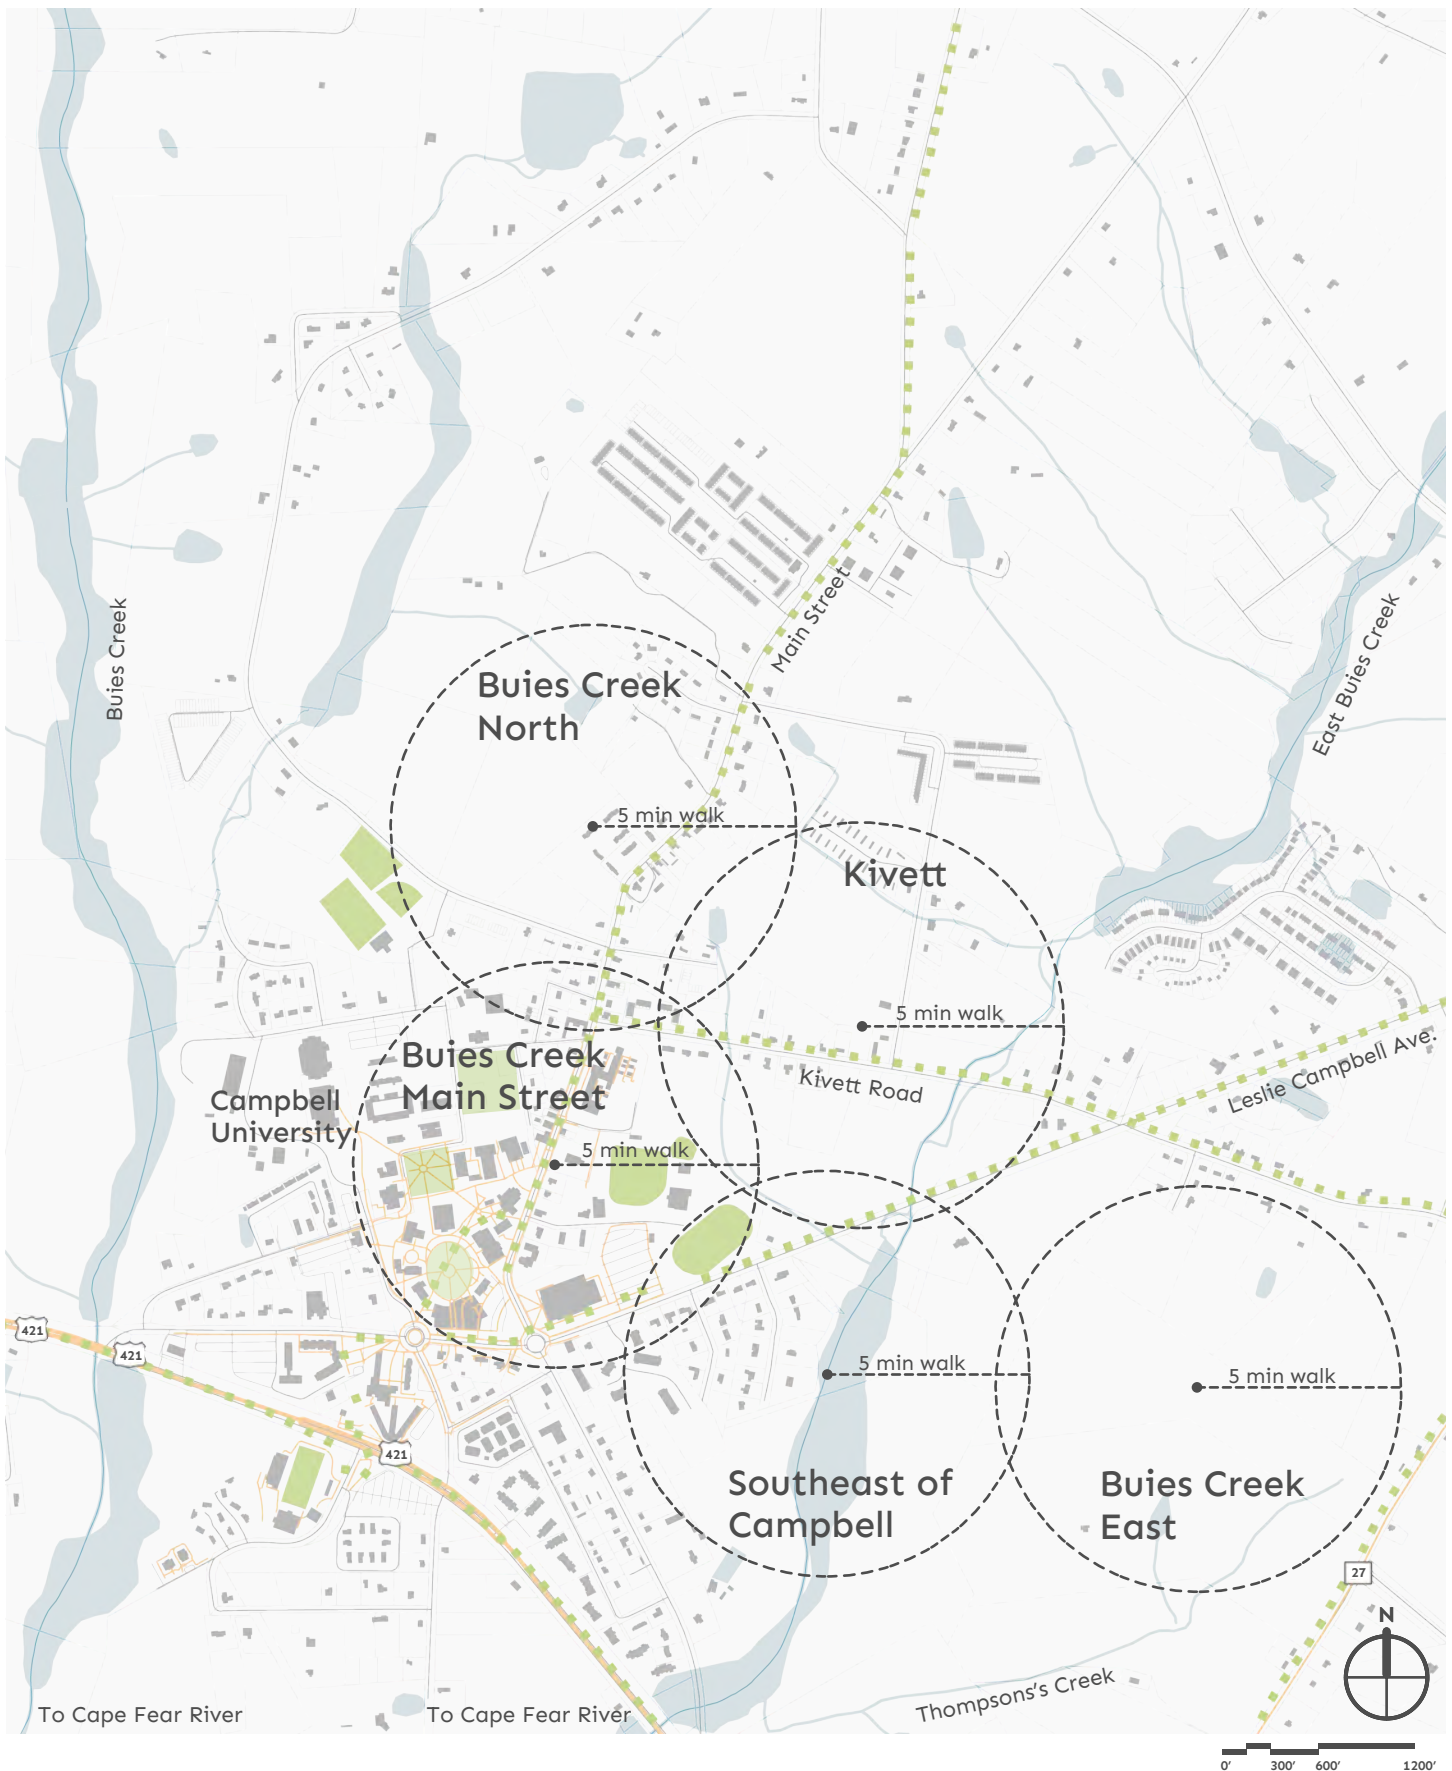 Buies Creek
Main Street
East Buies Creek
Buies Creek
North
5 min walk
Kivett
5 min walk
Buies Creek
Main Street
Campbell
University
Kivett Road
Leslie Campbell Ave.
5 min walk
421
421
5 min walk
5 min walk
421
Southeast of
Campbell
Buies Creek
East
27
N
Thompsons's Creek
To Cape Fear River
To Cape Fear River
0' 300' 600' 1200'